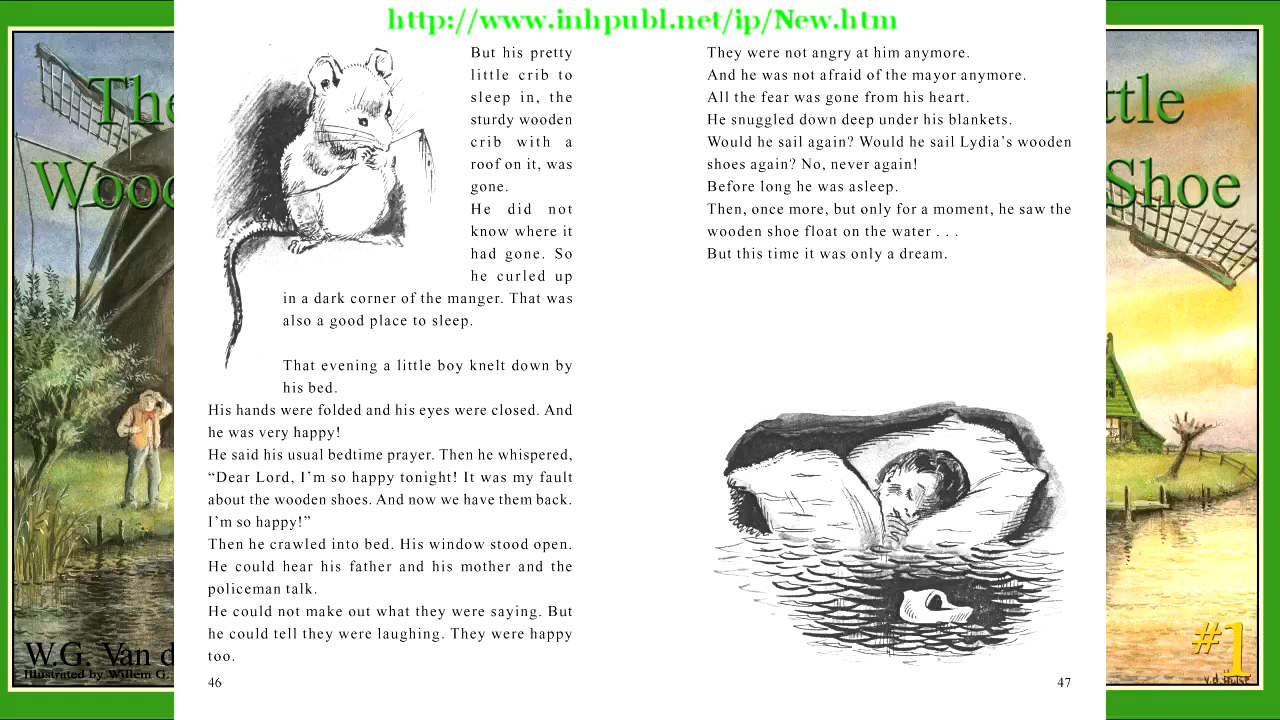 http://www.inhpubl.net/ip/New.htm
But his pretty
little crib to
sleep in, the
sturdy wooden
crib with a
roof on it, was
gone.
He did not
know where it
had gone. So
he curled up
in a dark corner of the manger. That was
also a good place to sleep.
That evening a little boy knelt down by
his bed.
His hands were folded and his eyes were closed. And
he was very happy!
He said his usual bedtime prayer. Then he whispered,
“Dear Lord, I’m so happy tonight! It was my fault
about the wooden shoes. And now we have them back.
I’m so happy!”
Then he crawled into bed. His window stood open.
He could hear his father and his mother and the
policeman talk.
He could not make out what they were saying. But
he could tell they were laughing. They were happy
too.
46
They were not angry at him anymore.
And he was not afraid of the mayor anymore.
All the fear was gone from his heart.
He snuggled down deep under his blankets.
Would he sail again? Would he sail Lydia’s wooden
shoes again? No, never again!
Before long he was asleep.
Then, once more, but only for a moment, he saw the
wooden shoe float on the water . . .
But this time it was only a dream.
47
The
Wood
W.G. Van d
Illustrated by Willem G.
ttle
Shoe
#1